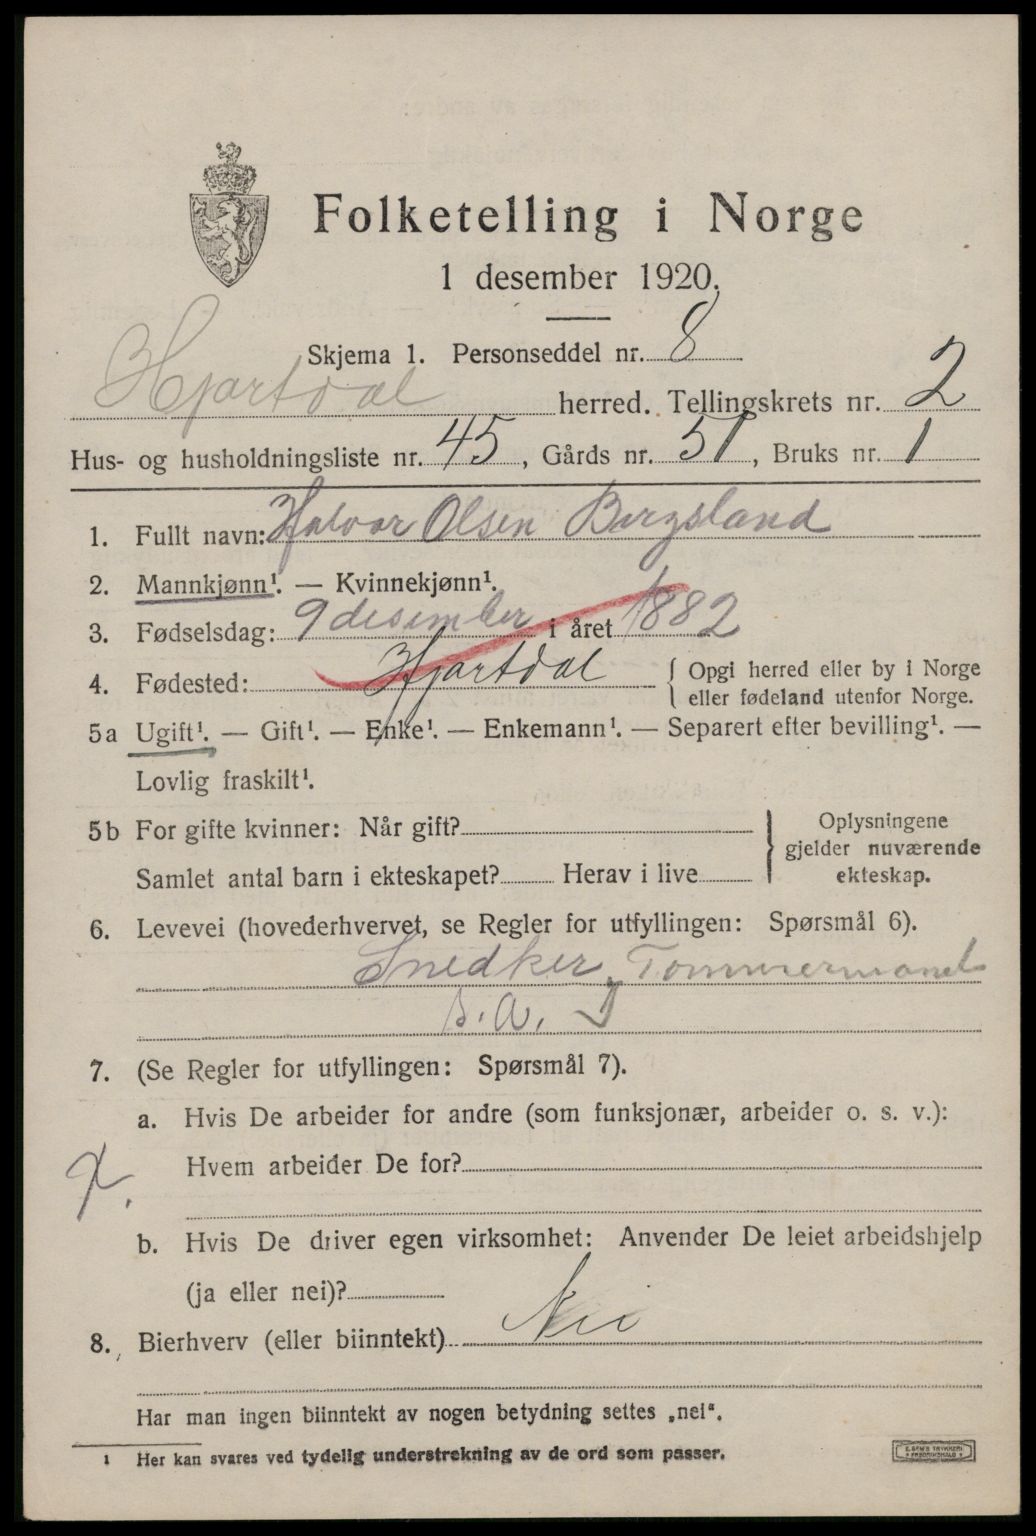 Folketelling i Norge
1 desember 1920.
Skjema 1. Personseddel nr. 8
Hjartdal herred. Tellingskrets nr. 2
Hus- og husholdningsliste nr. 45, Gårds nr. 51, Bruks nr. 1
1. Fullt navn: Halvor Olsen Bergsland
2. Mannkjønn¹. — Kvinnekjønn¹.
3. Fødselsdag: 9 desember i året 1882
4. Fødested: Hjartdal { Opgi herred eller by i Norge
eller fødeland utenfor Norge.
5a Ugift¹. — Gift¹. — Enke¹. — Enkemann¹. — Separert efter bevilling¹. —
Lovlig fraskilt¹.
5b For gifte kvinner: Når gift?
Samlet antal barn i ekteskapet? Herav i live
Oplysningene
gjelder nuværende
ekteskap.
6. Levevei (hovederhvervet, se Regler for utfyllingen: Spørsmål 6).
Snedker, Tømmermand
s.a.
7. (Se Regler for utfyllingen: Spørsmål 7).
a. Hvis De arbeider for andre (som funksjonær, arbeider o. s. v.):
Hvem arbeider De for?
b. Hvis De driver egen virksomhet: Anvender De leiet arbeidshjelp
(ja eller nei)?
8. Bierhverv (eller biinntekt) Nei
Har man ingen biinntekt av nogen betydning settes „nei“.
¹ Her kan svares ved tydelig understrekning av de ord som passer.
E. SEM'S TRYKKERI
FREDRIKSHALD